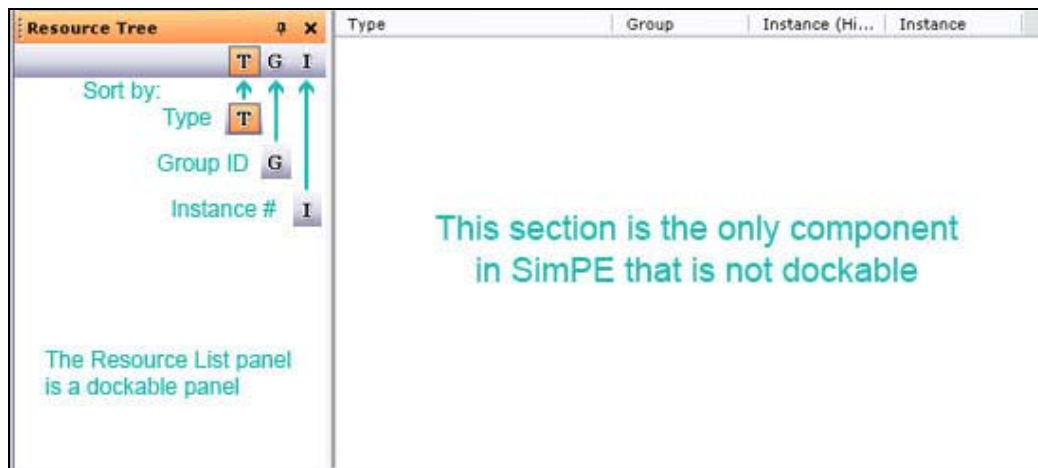 Resource Tree
Type Group Instance (Hi... Instance
T G I
Sort by:
Type T
Group ID G
Instance # I
This section is the only component
in SimPE that is not dockable
The Resource List panel
is a dockable panel